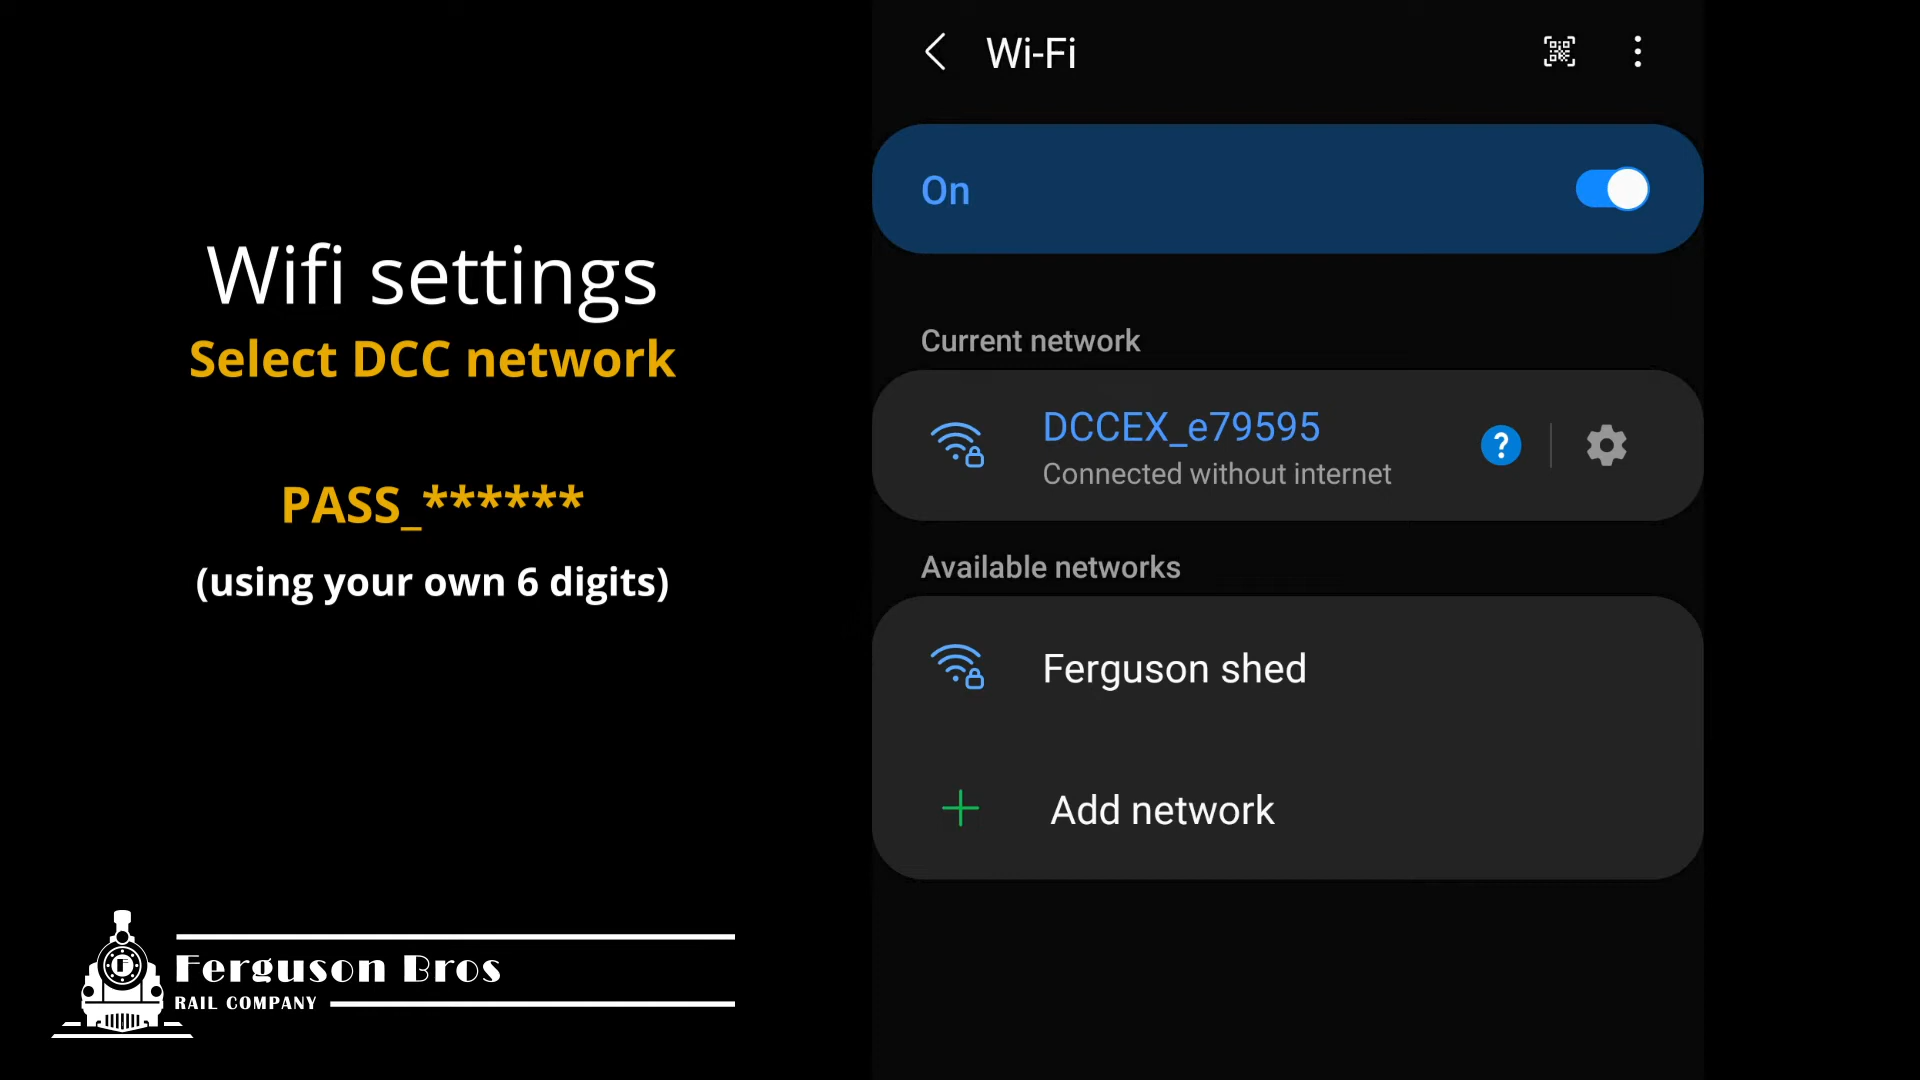 Wifi settings
Select DCC network
PASS_******
(using your own 6 digits)
Ferguson Bros
RAIL COMPANY
Wi-Fi
On
Current network
DCCEX_e79595
Connected without internet
?
Available networks
Ferguson shed
Add network